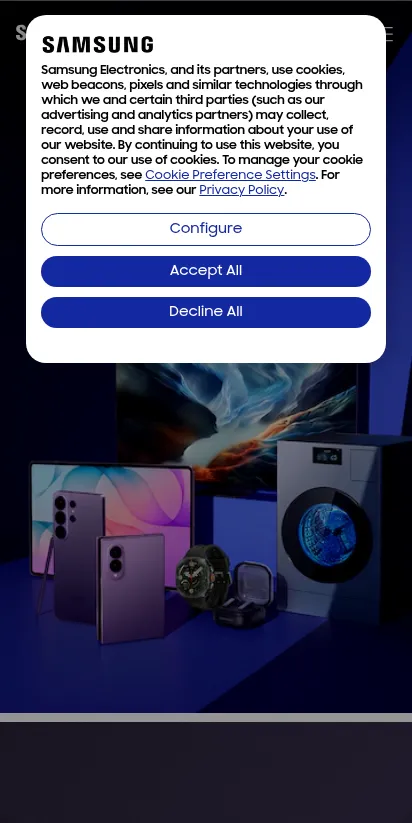 SAMSUNG
Samsung Electronics, and its partners, use cookies,
web beacons, pixels and similar technologies through
which we and certain third parties (such as our
advertising and analytics partners) may collect,
record, use and share information about your use of
our website. By continuing to use this website, you
consent to our use of cookies. To manage your cookie
preferences, see Cookie Preference Settings. For
more information, see our Privacy Policy.
Configure
Accept All
Decline All